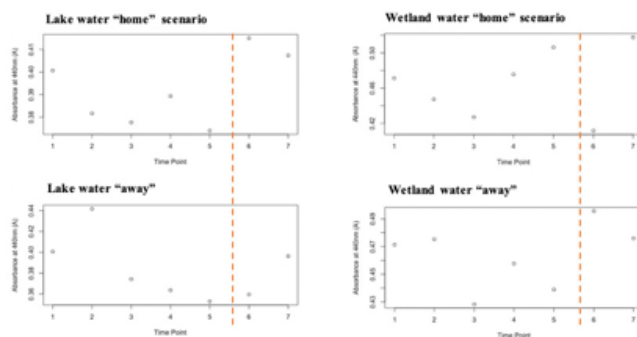 Lake water “home” scenario
Absorbance at 440nm (A)
0.41
0.40
0.39
0.38
1 2 3 4 5 6 7
Time Point
Wetland water “home” scenario
Absorbance at 440nm (A)
0.50
0.46
0.42
1 2 3 4 5 6 7
Time Point
Lake water “away”
Absorbance at 440nm (A)
0.44
0.42
0.40
0.38
0.36
1 2 3 4 5 6 7
Time Point
Wetland water “away”
Absorbance at 440nm (A)
0.49
0.47
0.45
0.43
1 2 3 4 5 6 7
Time Point